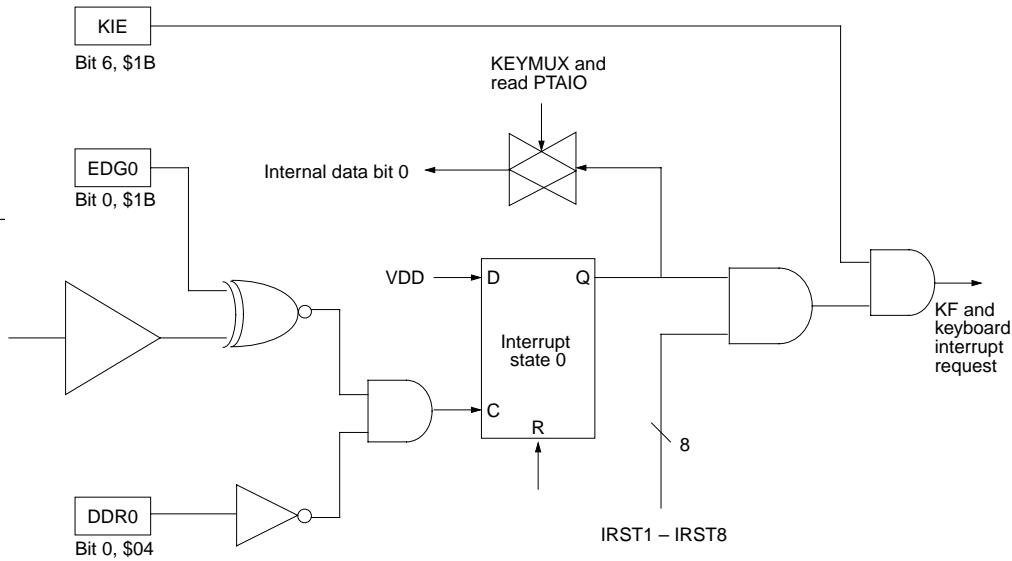 KIE
Bit 6, $1B
KEYMUX and
read PTAIO
EDG0
Bit 0, $1B
Internal data bit 0
VDD
D
Q
Interrupt
state 0
C
R
KF and
keyboard
interrupt
request
8
DDR0
Bit 0, $04
IRST1 – IRST8